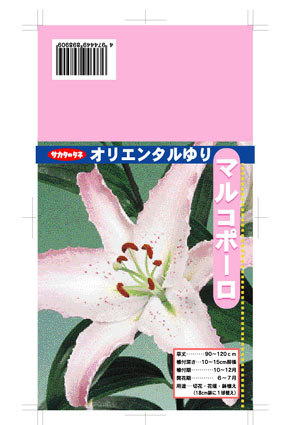 4 974449 898909
サカタのタネ
オリエンタルゆり
マルコポーロ
草丈………90～120cm
植付深さ…10～15cm前後
植付期…………10～12月
開花期…………6～7月
用途…切花・花壇・鉢植え
(18cm鉢に1球植え)